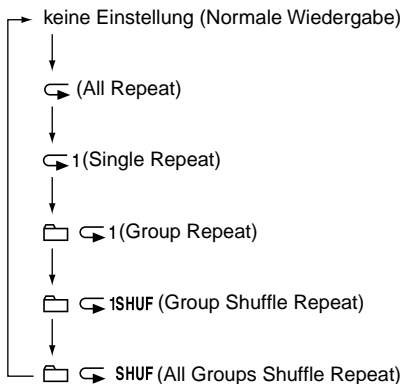 keine Einstellung (Normale Wiedergabe)
(All Repeat)
1 (Single Repeat)
1 (Group Repeat)
1SHUF (Group Shuffle Repeat)
SHUF (All Groups Shuffle Repeat)